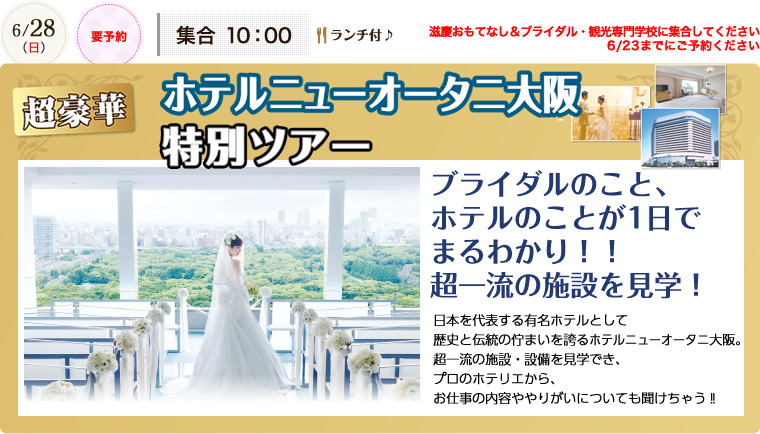 6/28
（日）
要予約
集合 10：00
ランチ付♪
滋慶おもてなし＆ブライダル・観光専門学校に集合してください
6/23までにご予約ください
超豪華
ホテルニューオータニ大阪
特別ツアー
ブライダルのこと、
ホテルのことが1日で
まるわかり！！
超一流の施設を見学！
日本を代表する有名ホテルとして
歴史と伝統の佇まいを誇るホテルニューオータニ大阪。
超一流の施設・設備を見学でき、
プロのホテリエから、
お仕事の内容ややりがいについても聞けちゃう!!